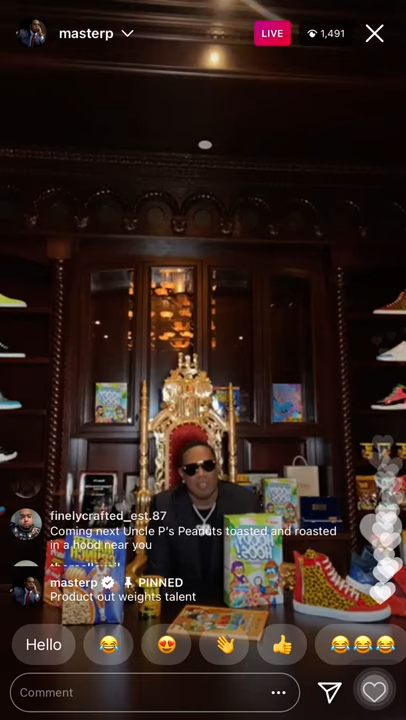 masterp
LIVE
1,491
finelycrafted_est.87
Coming next Uncle P's Peanuts toasted and roasted
in a hood near you
masterp PINNED
Product out weights talent
Hello
Comment